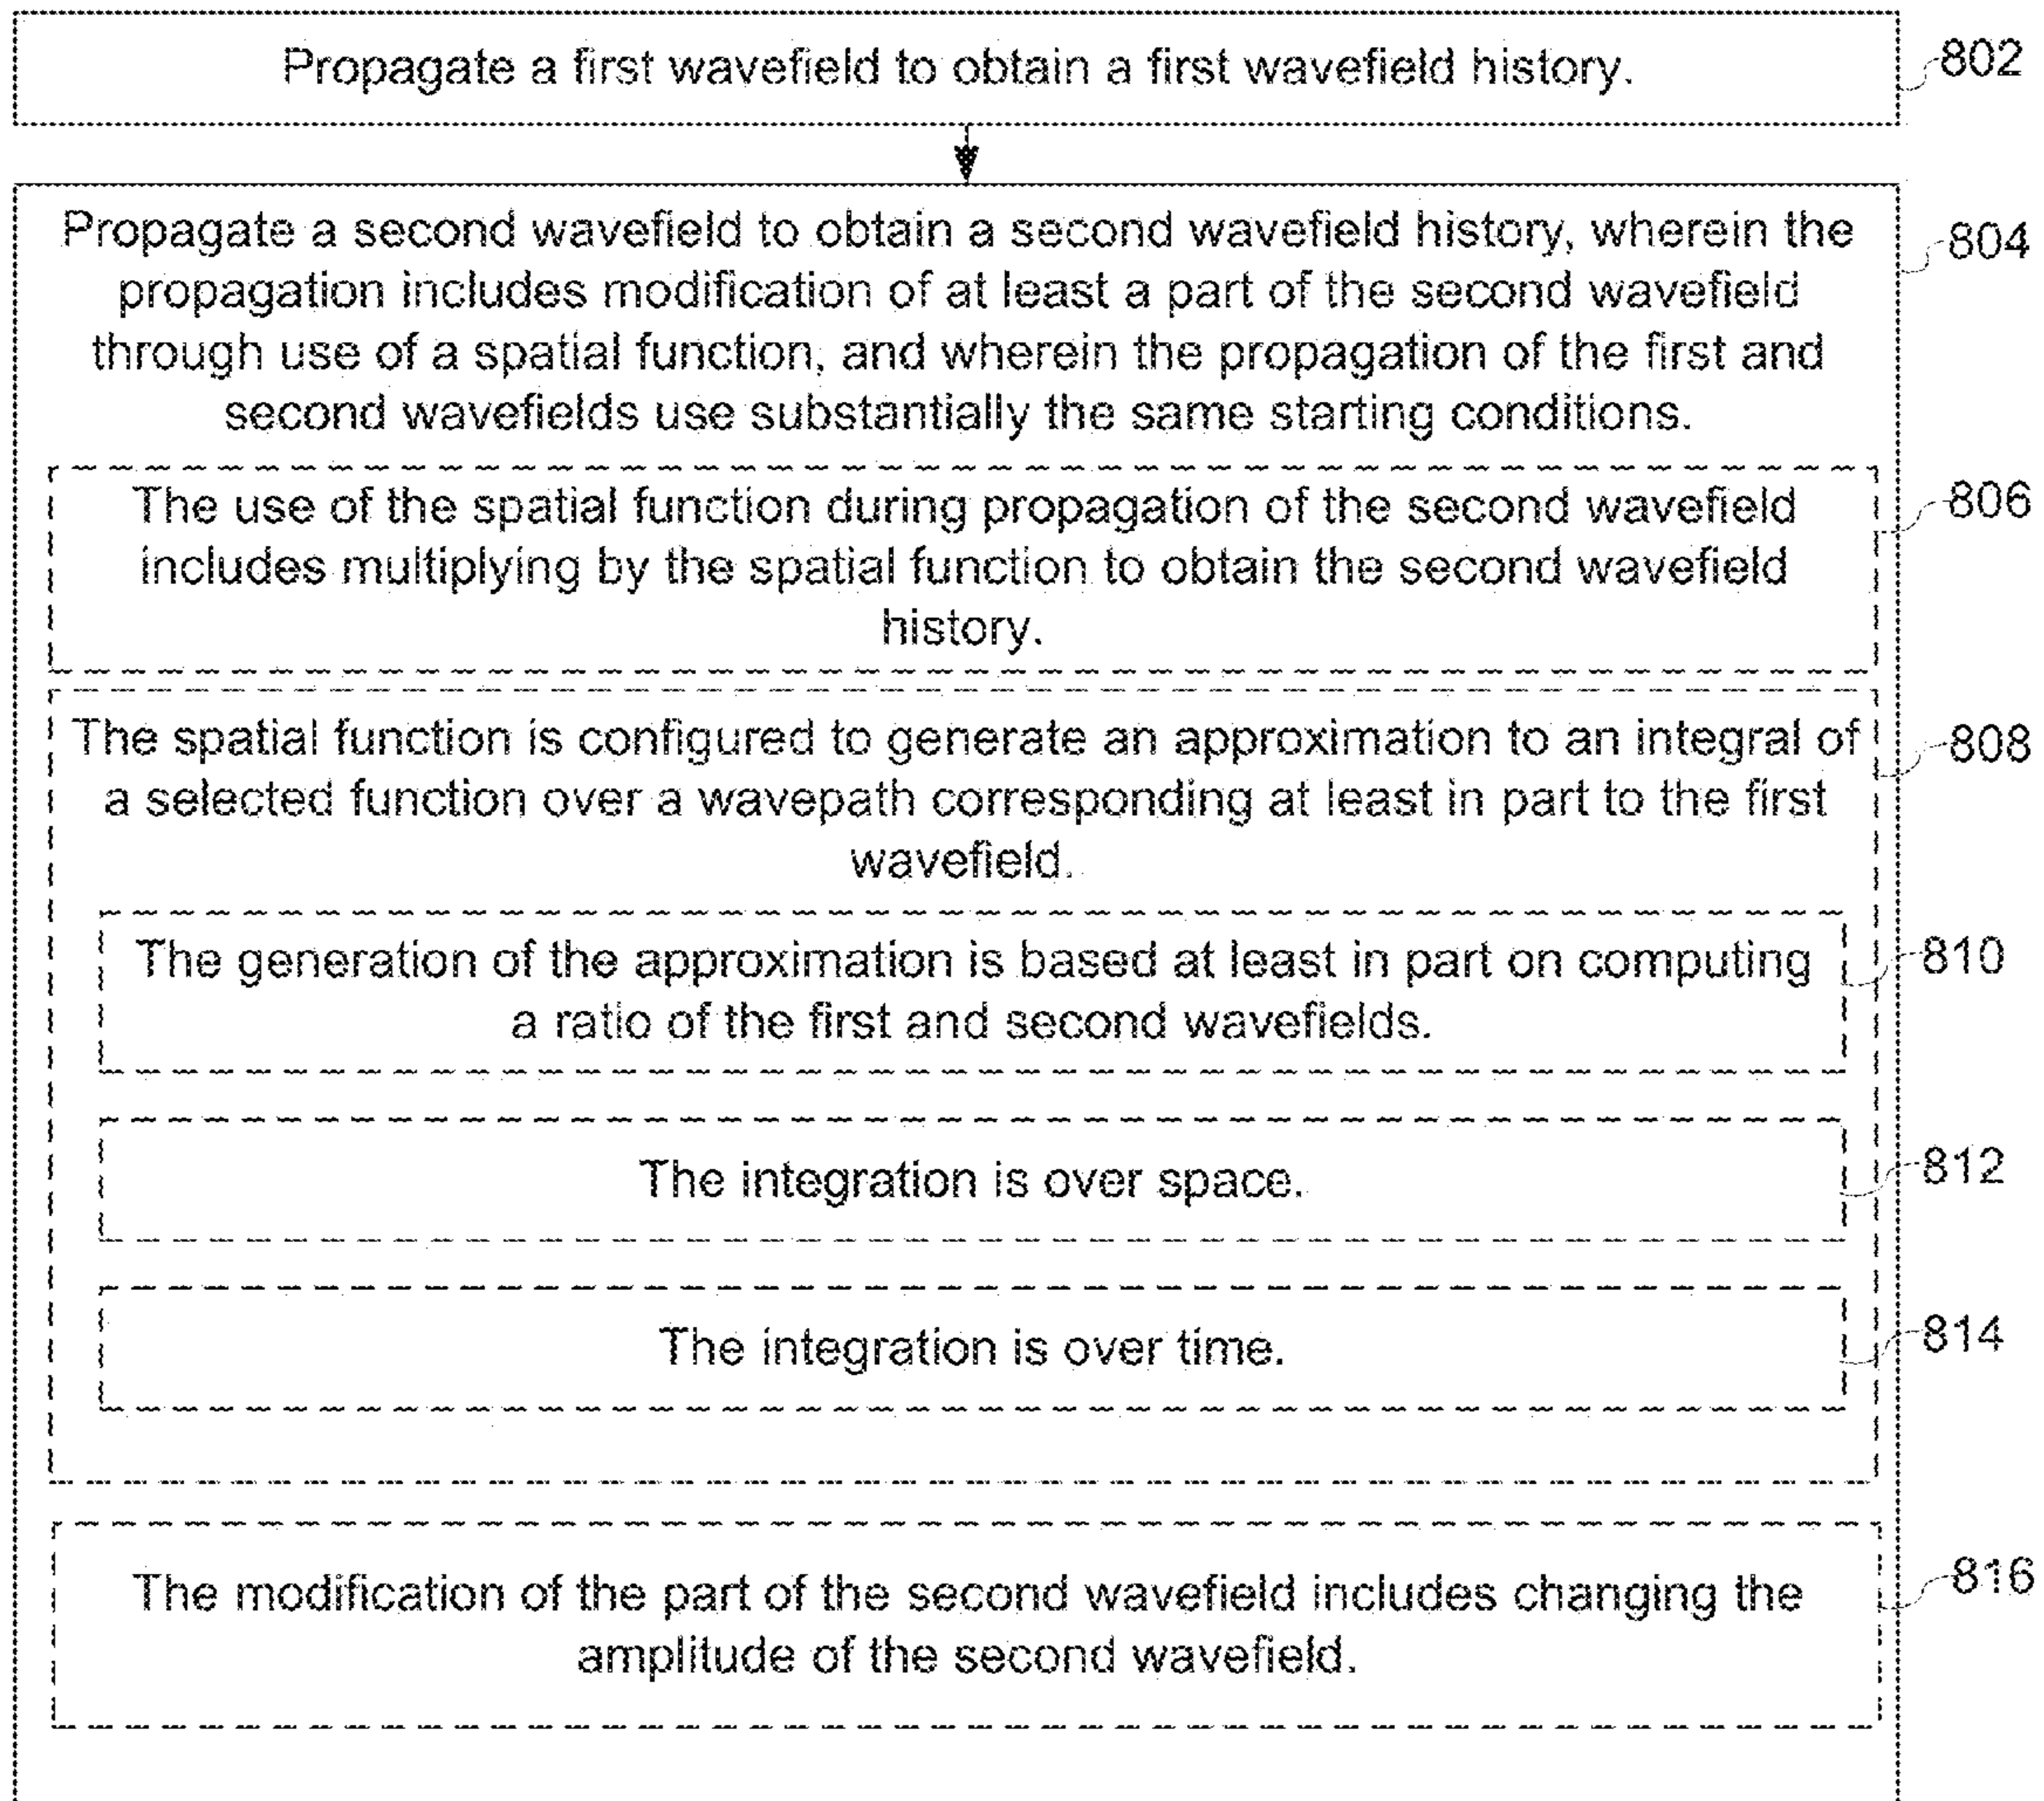 Propagate a first wavefield to obtain a first wavefield history.
802
Propagate a second wavefield to obtain a second wavefield history, wherein the
propagation includes modification of at least a part of the second wavefield
through use of a spatial function, and wherein the propagation of the first and
second wavefields use substantially the same starting conditions.
804
The use of the spatial function during propagation of the second wavefield
includes multiplying by the spatial function to obtain the second wavefield
history.
806
The spatial function is configured to generate an approximation to an integral of
a selected function over a wavepath corresponding at least in part to the first
wavefield.
808
The generation of the approximation is based at least in part on computing
a ratio of the first and second wavefields.
810
The integration is over space.
812
The integration is over time.
814
The modification of the part of the second wavefield includes changing the
amplitude of the second wavefield.
816